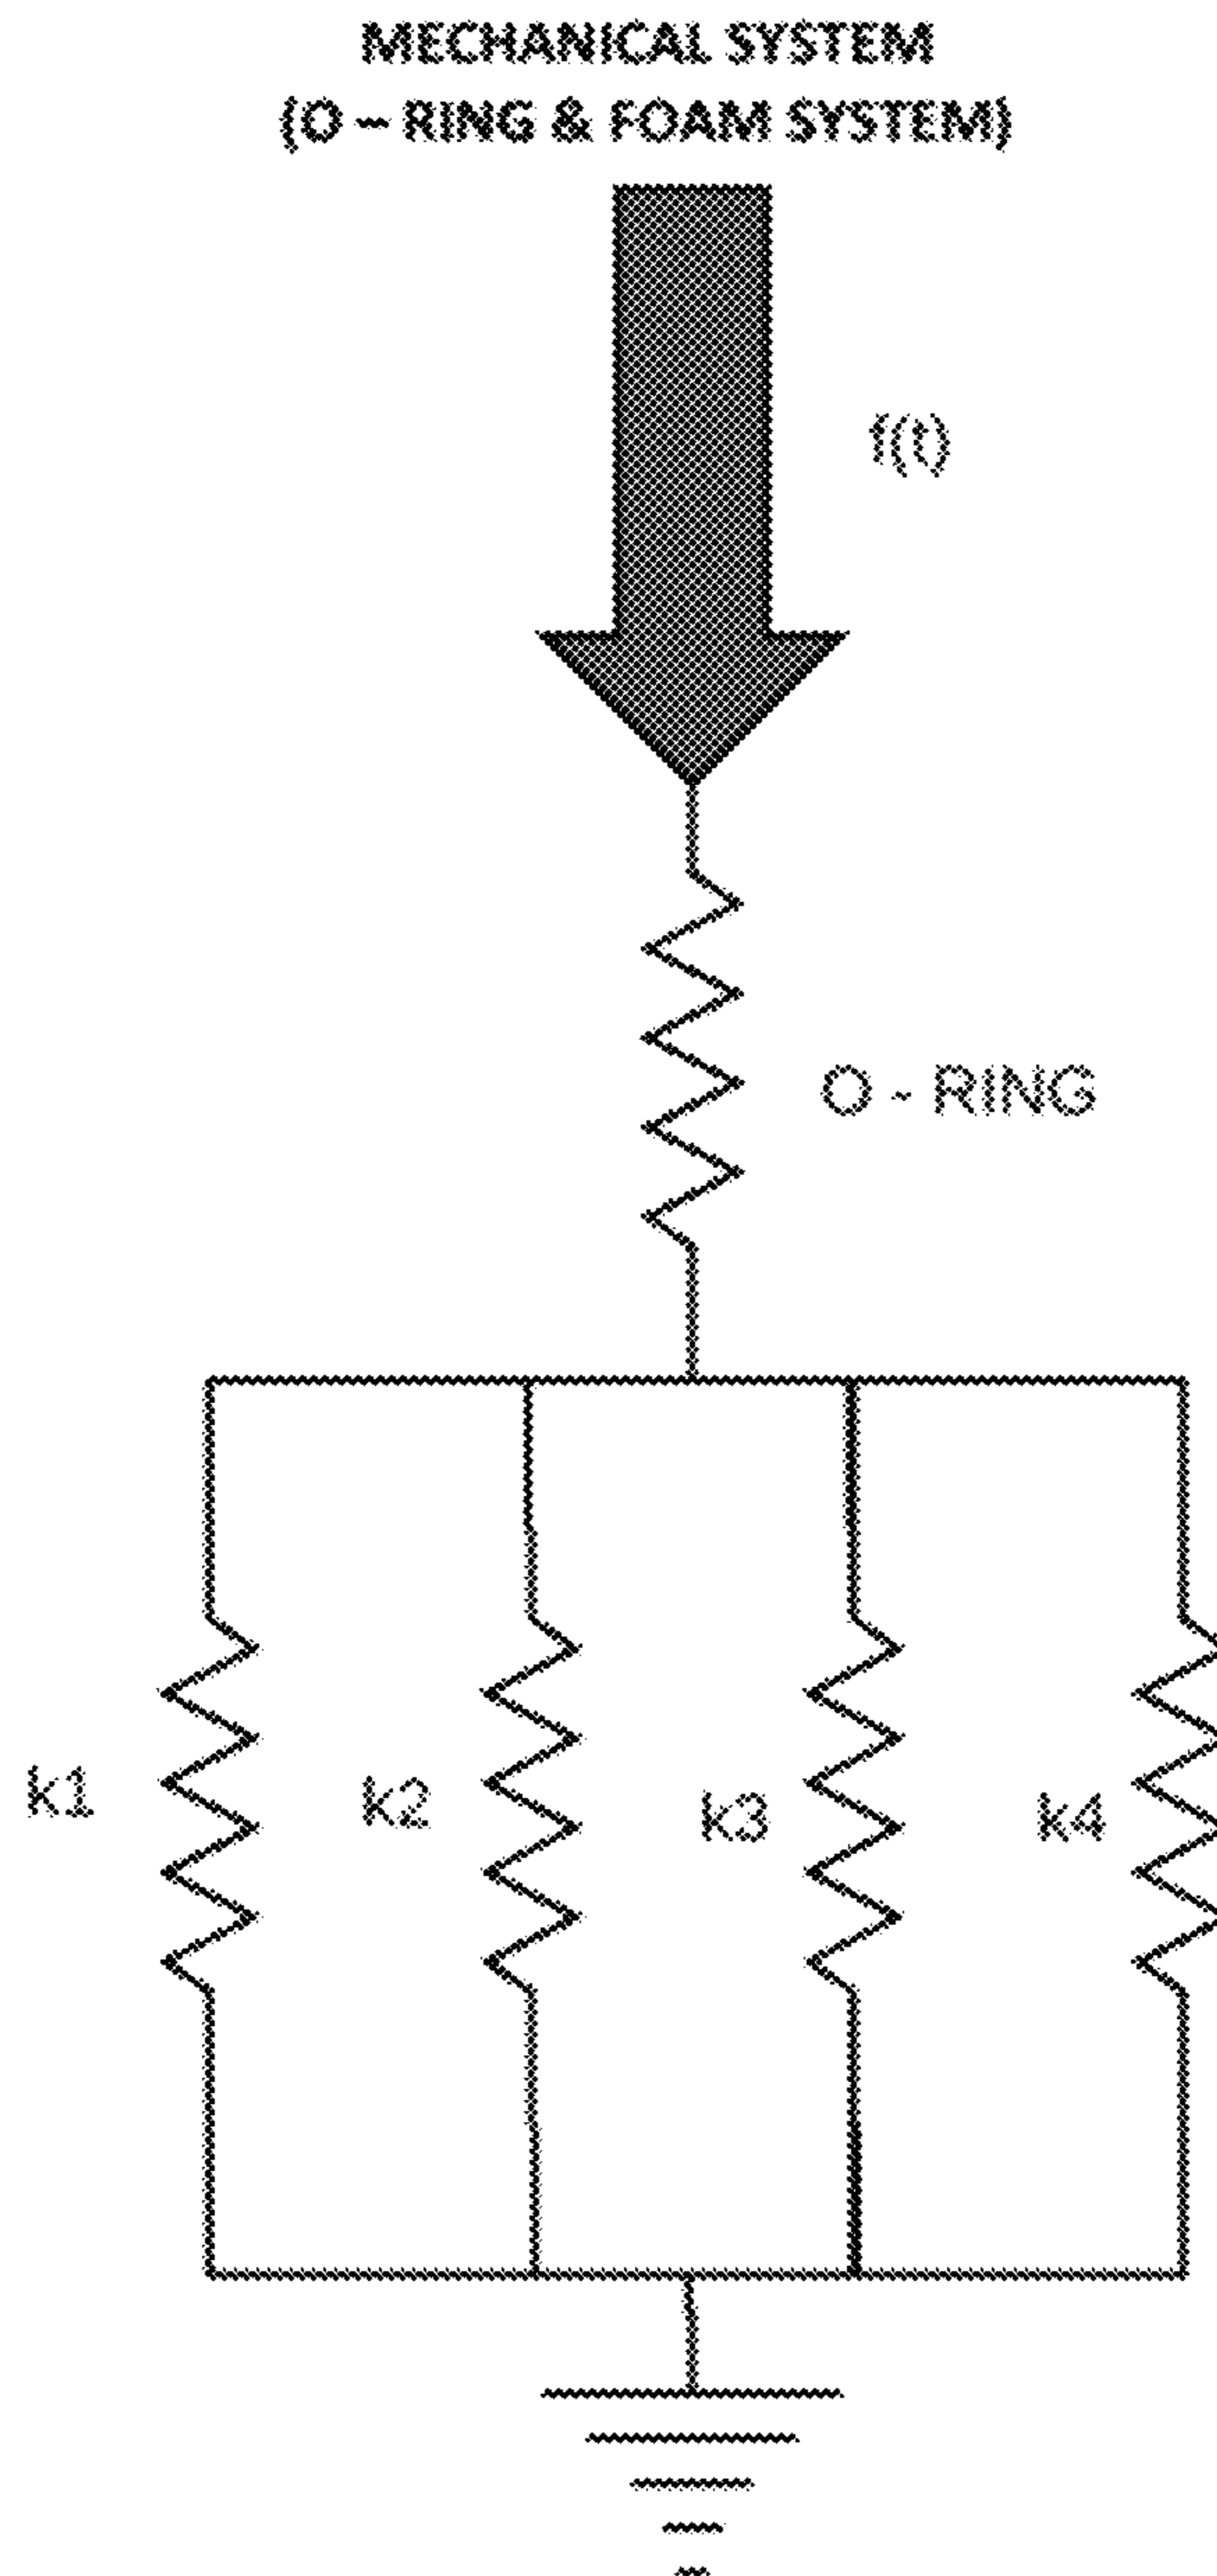 MECHANICAL SYSTEM
(O – RING & FOAM SYSTEM)
f(t)
O - RING
k1 k2 k3 k4